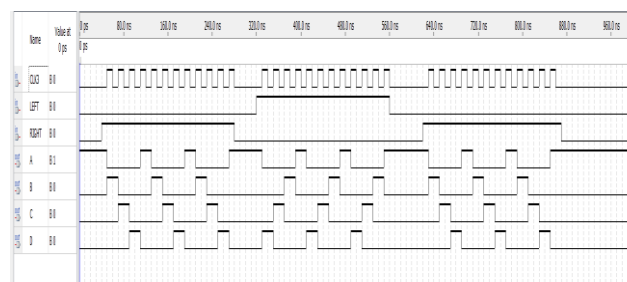 Name
Value at
0 ps
0 ps
80.0 ns
160.0 ns
240.0 ns
320.0 ns
400.0 ns
480.0 ns
560.0 ns
640.0 ns
720.0 ns
800.0 ns
880.0 ns
960.0 ns
0 ps
LEFT B 0
RIGHT B 0
A B 1
B B 0
C B 0
D B 0